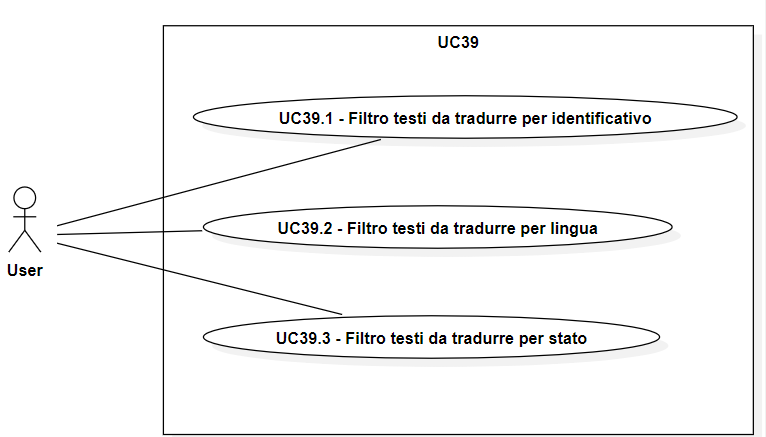 UC39
UC39.1 - Filtro testi da tradurre per identificativo
UC39.2 - Filtro testi da tradurre per lingua
User
UC39.3 - Filtro testi da tradurre per stato